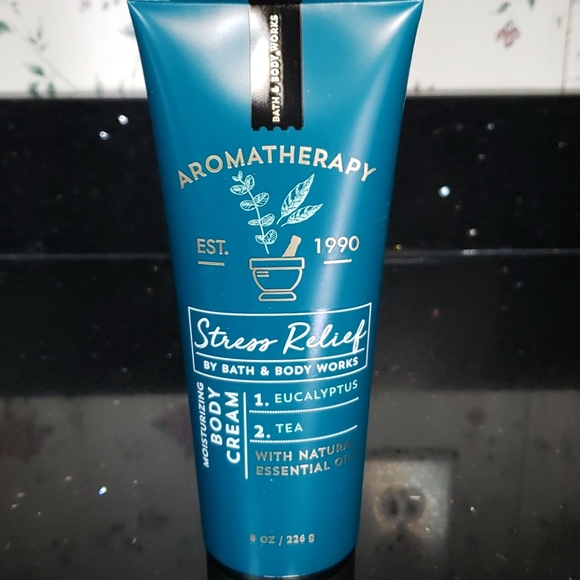 BATH & BODY WORKS
AROMATHERAPY
EST. 1990
Stress Relief
BY BATH & BODY WORKS
MOISTURIZING
BODY
CREAM
1. EUCALYPTUS
2. TEA
WITH NATURAL
ESSENTIAL OILS
8 OZ / 226 g